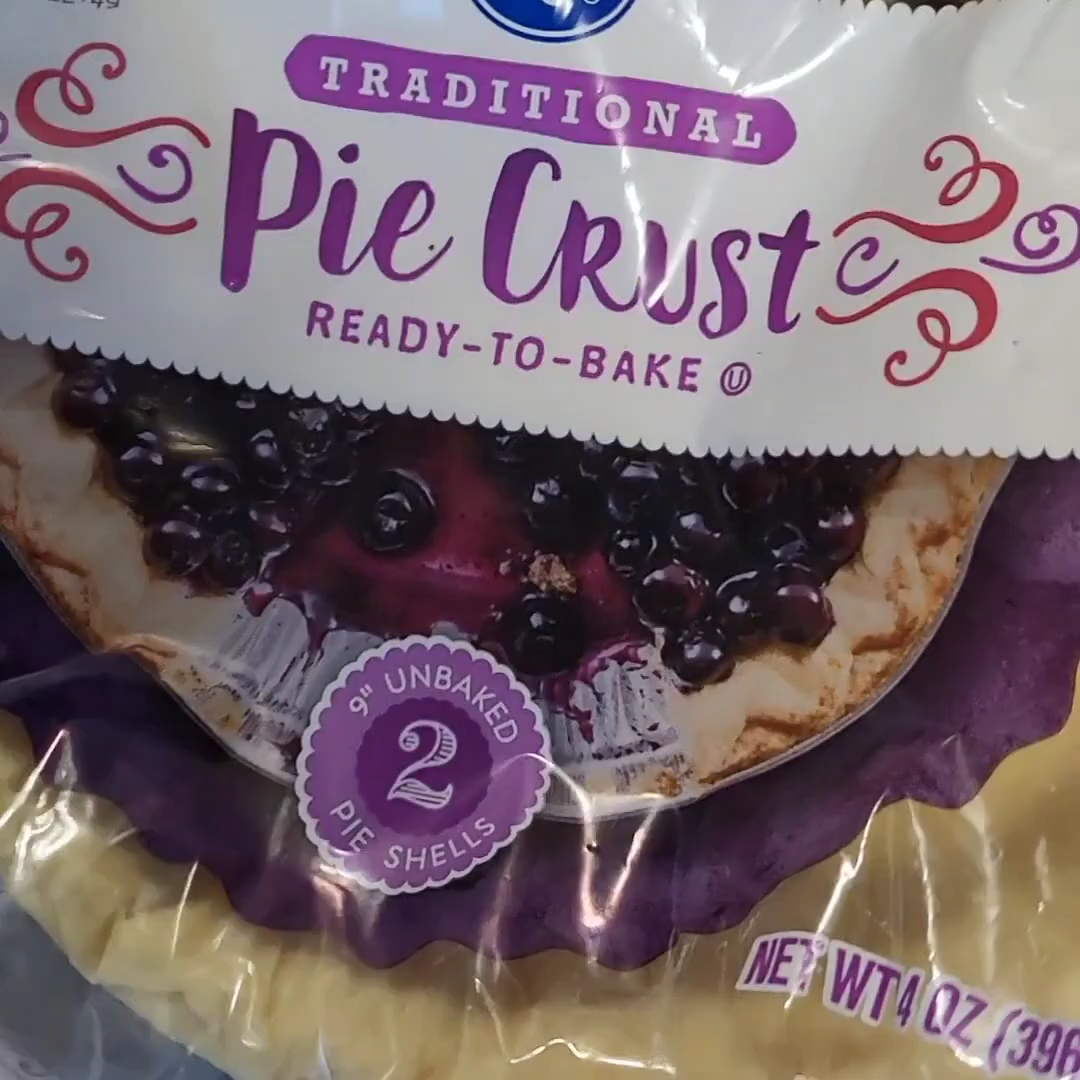 TRADITIONAL
Pie CRUST
READY-TO-BAKE Ⓤ
9" UNBAKED
2
PIE SHELLS
NET WT 4 OZ (396